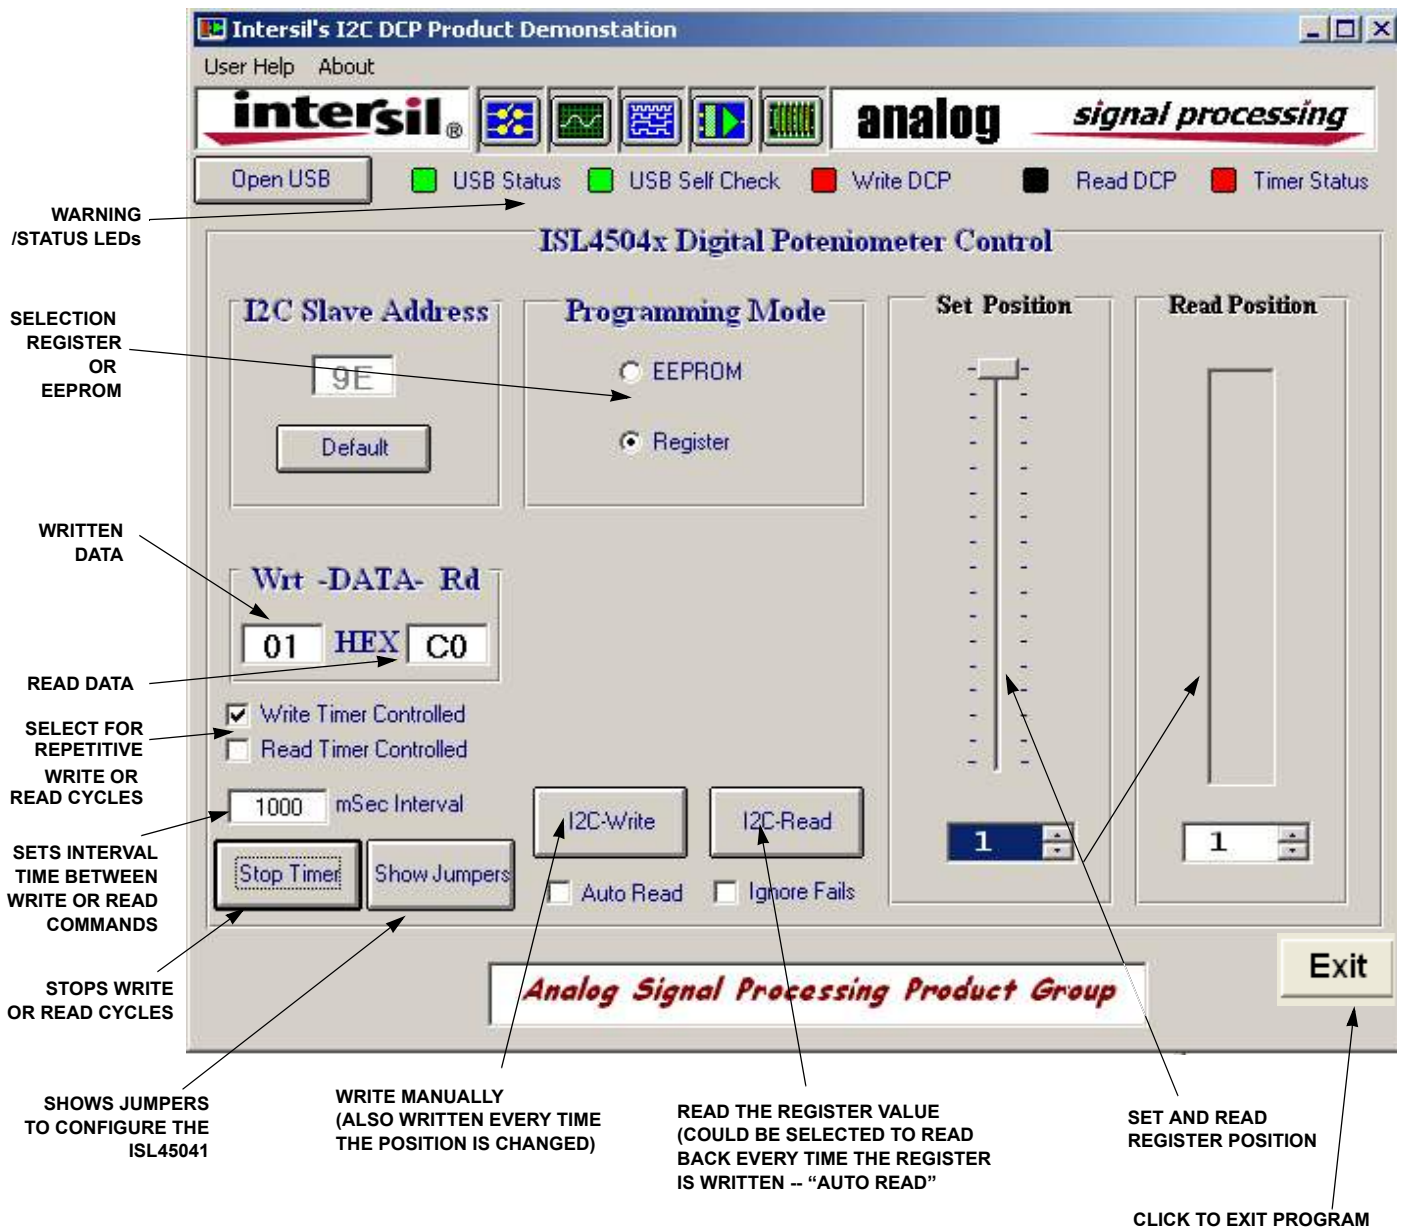 Intersil's I2C DCP Product Demonstation
User Help About
intersil® analog signal processing
Open USB USB Status USB Self Check Write DCP Read DCP Timer Status
WARNING
/STATUS LEDs
ISL4504x Digital Poteniometer Control
I2C Slave Address Programming Mode Set Position Read Position
SELECTION
REGISTER
OR
EEPROM
9E
EEPROM
Default
Register
WRITTEN
DATA
Wrt -DATA- Rd
01 HEX C0
READ DATA
Write Timer Controlled
Read Timer Controlled
SELECT FOR
REPETITIVE
WRITE OR
READ CYCLES
1000 mSec Interval
I2C-Write I2C-Read
1 1
SETS INTERVAL
TIME BETWEEN
WRITE OR READ
COMMANDS
Stop Timer Show Jumpers
Auto Read Ignore Fails
Exit
STOPS WRITE
OR READ CYCLES
Analog Signal Processing Product Group
SHOWS JUMPERS
TO CONFIGURE THE
ISL45041
WRITE MANUALLY
(ALSO WRITTEN EVERY TIME
THE POSITION IS CHANGED)
READ THE REGISTER VALUE
(COULD BE SELECTED TO READ
BACK EVERY TIME THE REGISTER
IS WRITTEN -- “AUTO READ”
SET AND READ
REGISTER POSITION
CLICK TO EXIT PROGRAM